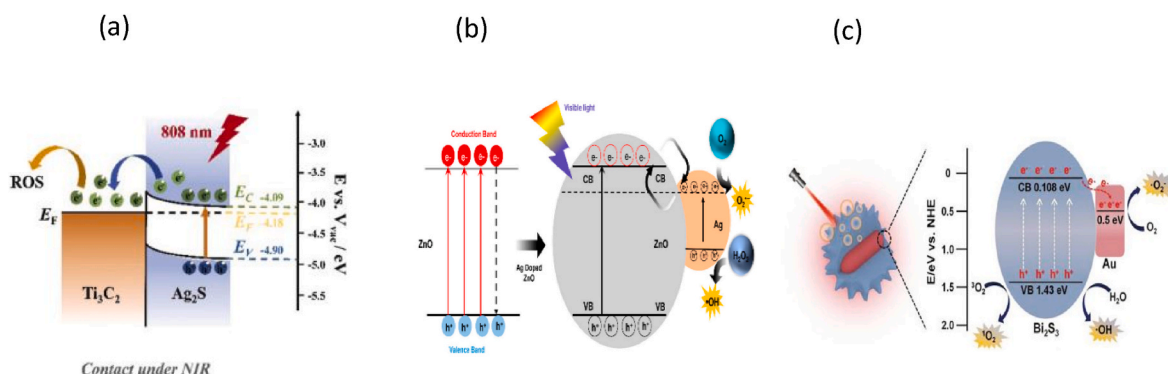 (a)
(b)
(c)
808 nm
ROS
e⁻ e⁻ e⁻ e⁻ e⁻ e⁻ e⁻ e⁻ e⁻ e⁻ e⁻
E_F
E_C -4.09
E_F -4.18
E_V -4.90
-3.0
-3.5
-4.0
-4.5
-5.0
-5.5
E vs. V_vac / eV
h⁺ h⁺ h⁺ h⁺ h⁺ h⁺
Ti₃C₂
Ag₂S
Contact under NIR
Visible light
Conduction Band
e- e- e- e-
ZnO
h⁺ h⁺ h⁺ h⁺
Valence Band
Ag Dopad
ZnO
e- e- e- e-
CB
CB
ZnO
VB
VB
h⁺ h⁺ h⁺ h⁺
O₂
e- e- e- e-
O₂•⁻
Ag
h⁺ h⁺ h⁺ h⁺
H₂O₂
•OH
E/eV vs. NHE
0
0.5
1.0
1.5
2.0
e⁻ e⁻ e⁻ e⁻
CB 0.108 eV
e⁻ e⁻
e⁻e⁻e⁻
0.5 eV
Au
·O₂⁻
O₂
h⁺ h⁺ h⁺ h⁺
VB 1.43 eV
³O₂
¹O₂
Bi₂S₃
H₂O
·OH